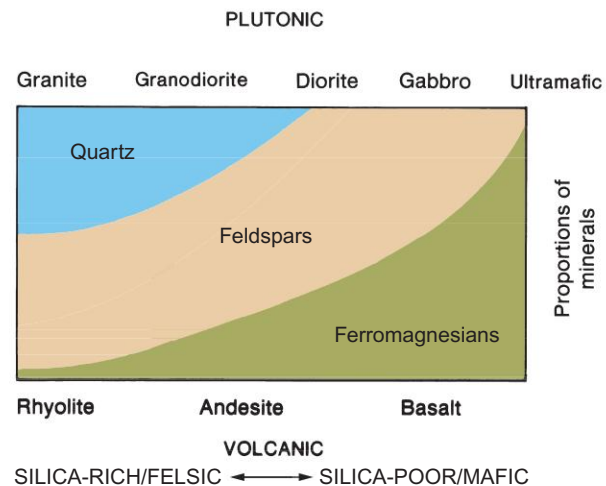 PLUTONIC
Granite Granodiorite Diorite Gabbro Ultramafic
Quartz
Feldspars
Ferromagnesians
Proportions of
minerals
Rhyolite Andesite Basalt
VOLCANIC
SILICA-RICH/FELSIC ↔ SILICA-POOR/MAFIC